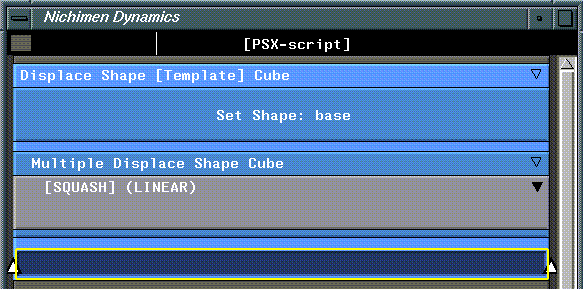 Nichimen Dynamics
[PSX-script]
Displace Shape [Template] Cube
Set Shape: base
Multiple Displace Shape Cube
[SQUASH] (LINEAR)